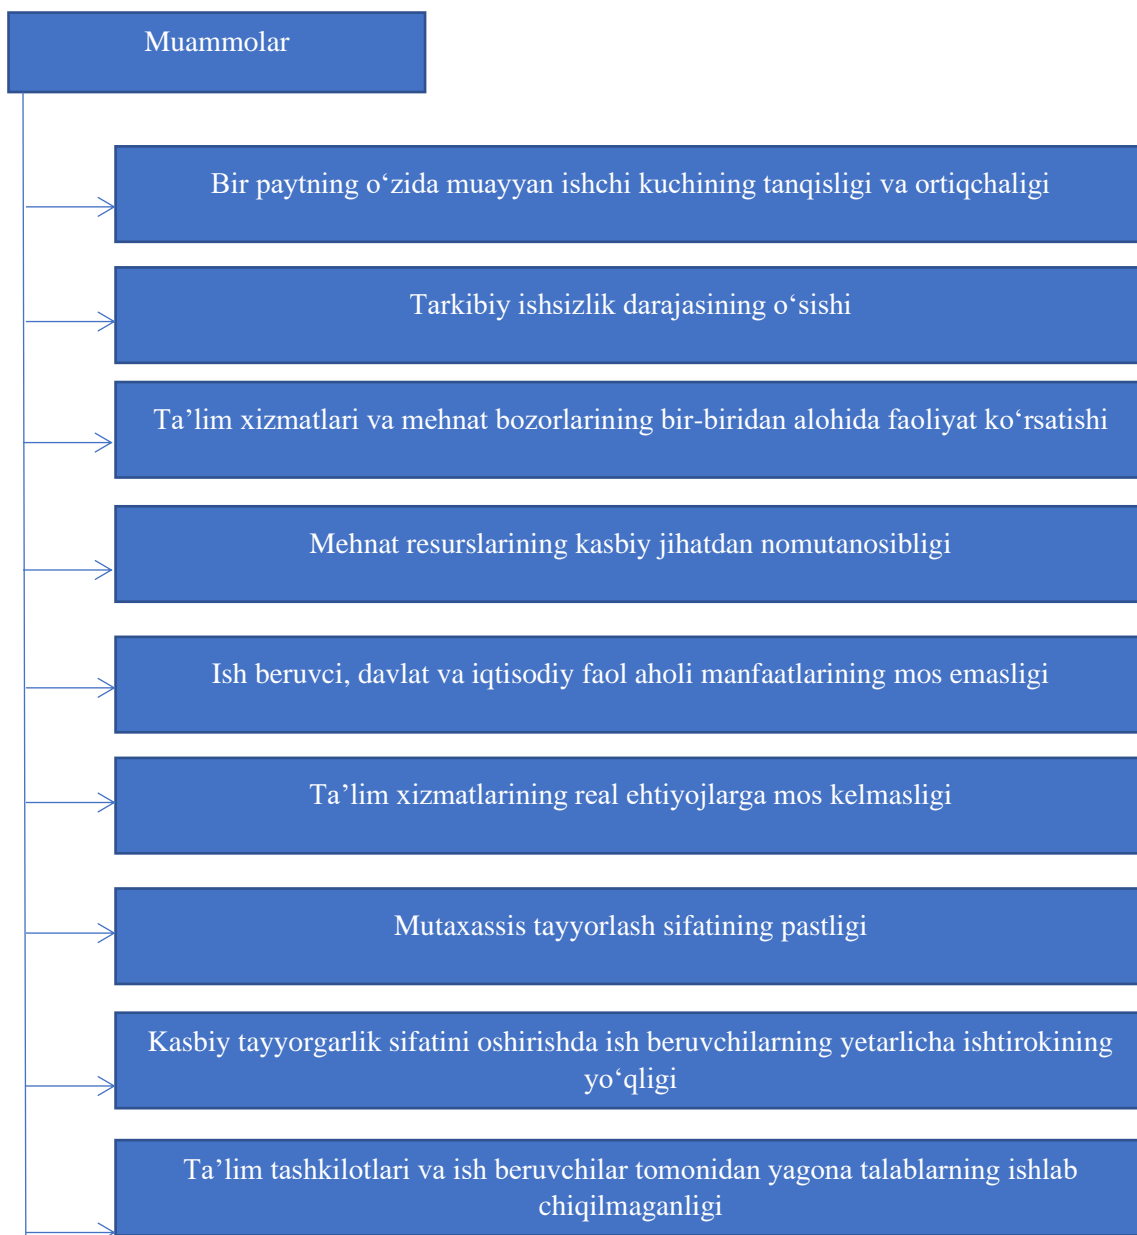 Muammolar
Bir paytning o‘zida muayyan ishchi kuchining tanqisligi va ortiqchaligi
Tarkibiy ishsizlik darajasining o‘sishi
Ta’lim xizmatlari va mehnat bozorlarining bir-biridan alohida faoliyat ko‘rsatishi
Mehnat resurslarining kasbiy jihatdan nomutanosibligi
Ish beruvci, davlat va iqtisodiy faol aholi manfaatlarining mos emasligi
Ta’lim xizmatlarining real ehtiyojlarga mos kelmasligi
Mutaxassis tayyorlash sifatining pastligi
Kasbiy tayyorgarlik sifatini oshirishda ish beruvchilarning yetarlicha ishtirokining
yo‘qligi
Ta’lim tashkilotlari va ish beruvchilar tomonidan yagona talablarning ishlab
chiqilmaganligi